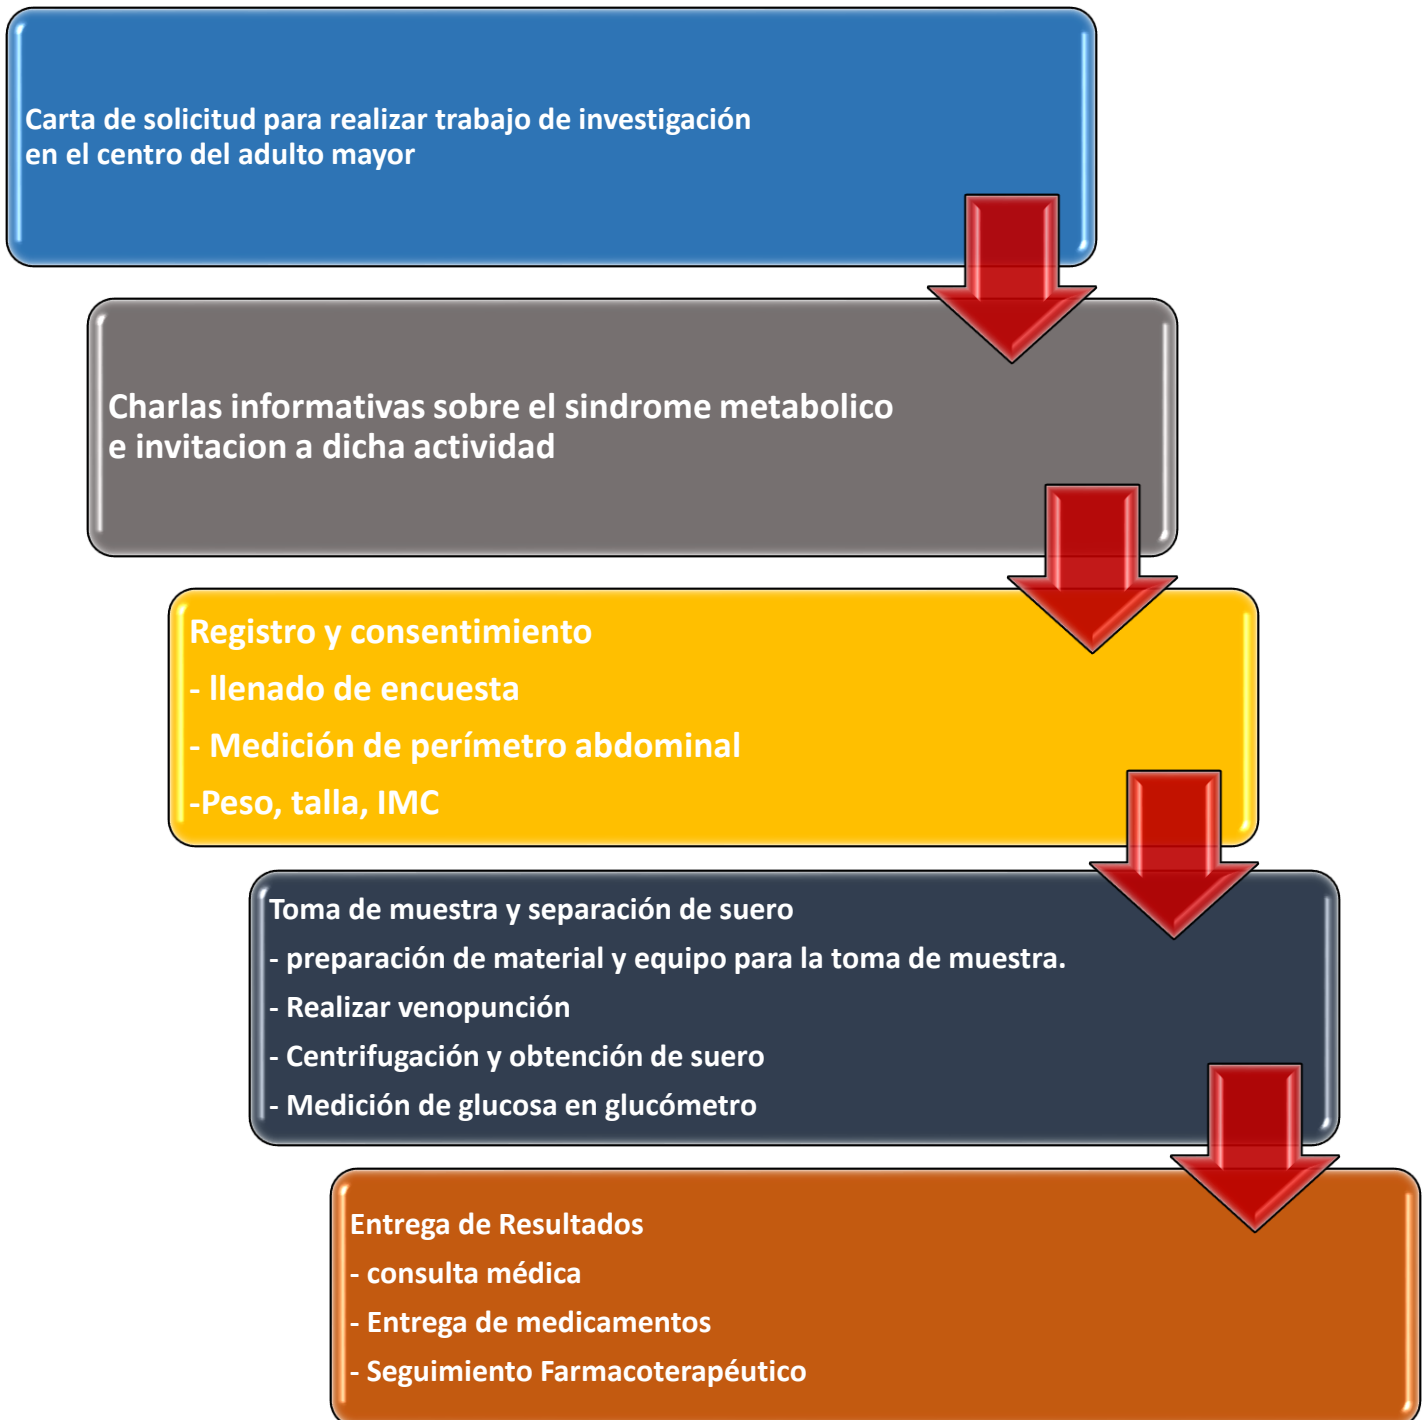 Carta de solicitud para realizar trabajo de investigación
en el centro del adulto mayor
Charlas informativas sobre el sindrome metabolico
e invitacion a dicha actividad
Registro y consentimiento
- llenado de encuesta
- Medición de perímetro abdominal
-Peso, talla, IMC
Toma de muestra y separación de suero
- preparación de material y equipo para la toma de muestra.
- Realizar venopunción
- Centrifugación y obtención de suero
- Medición de glucosa en glucómetro
Entrega de Resultados
- consulta médica
- Entrega de medicamentos
- Seguimiento Farmacoterapéutico